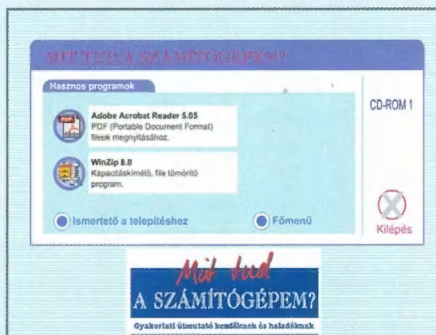 MIT TUD A SZÁMÍTÓGÉPEM?
Hasznos programok
CD-ROM 1
Adobe Acrobat Reader 5.05
PDF (Portable Document Format)
fileok megnyitásához.
WinZip 8.0
Kapacitáskímélő, file tömörítő
program.
Ismertető a telepítéshez
Főmenü
Kilépés
Mit tud
A SZÁMÍTÓGÉPEM?
Gyakorlati útmutató kezdőknek és haladóknak